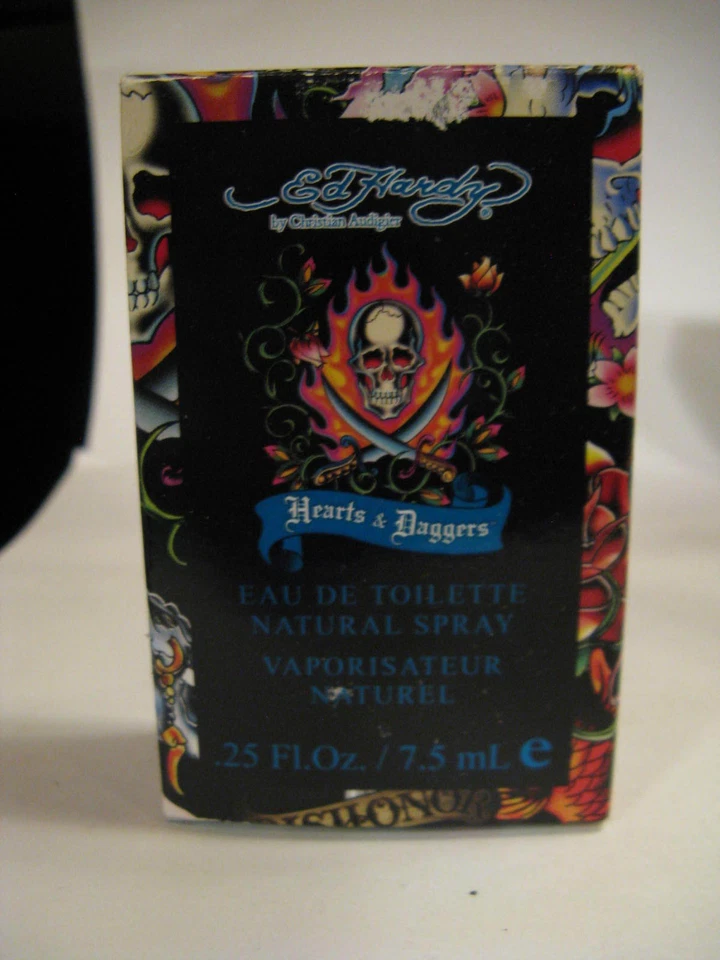 Ed Hardy®
by Christian Audigier
Hearts & Daggers
EAU DE TOILETTE
NATURAL SPRAY
VAPORISATEUR
NATUREL
.25 Fl.Oz. / 7.5 mL e